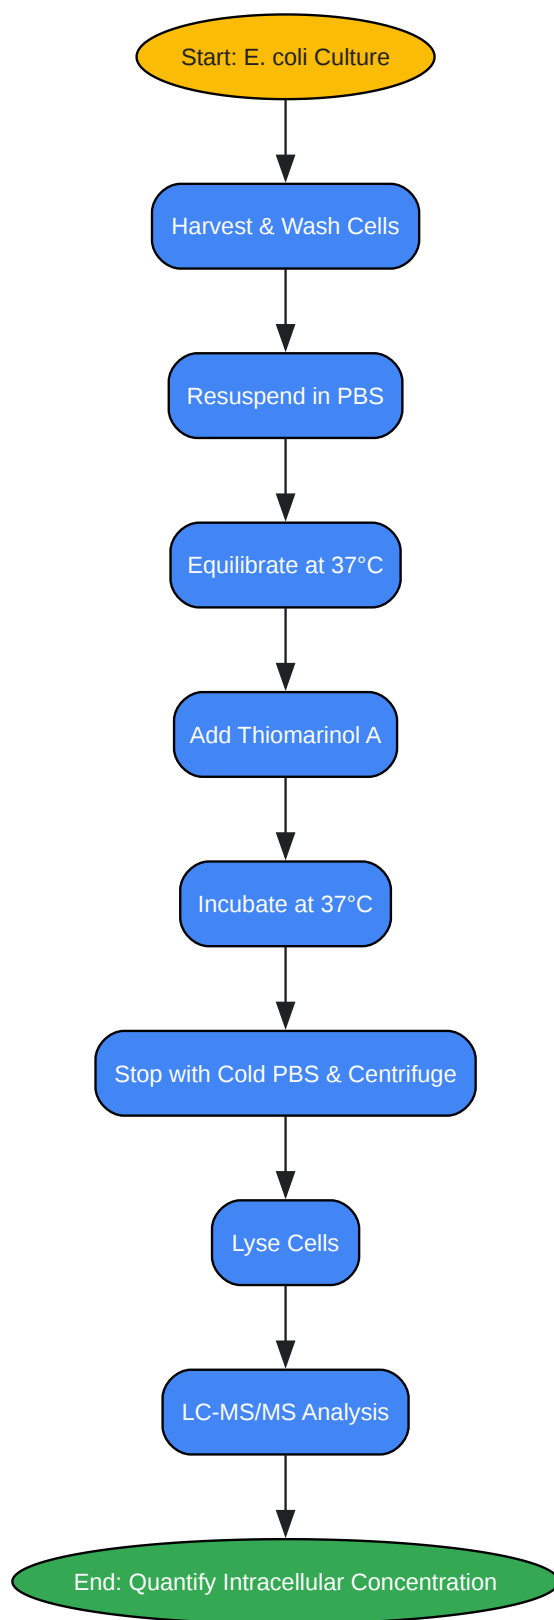 Start: E. coli Culture
Harvest & Wash Cells
Resuspend in PBS
Equilibrate at 37°C
Add Thiomarinol A
Incubate at 37°C
Stop with Cold PBS & Centrifuge
Lyse Cells
LC-MS/MS Analysis
End: Quantify Intracellular Concentration